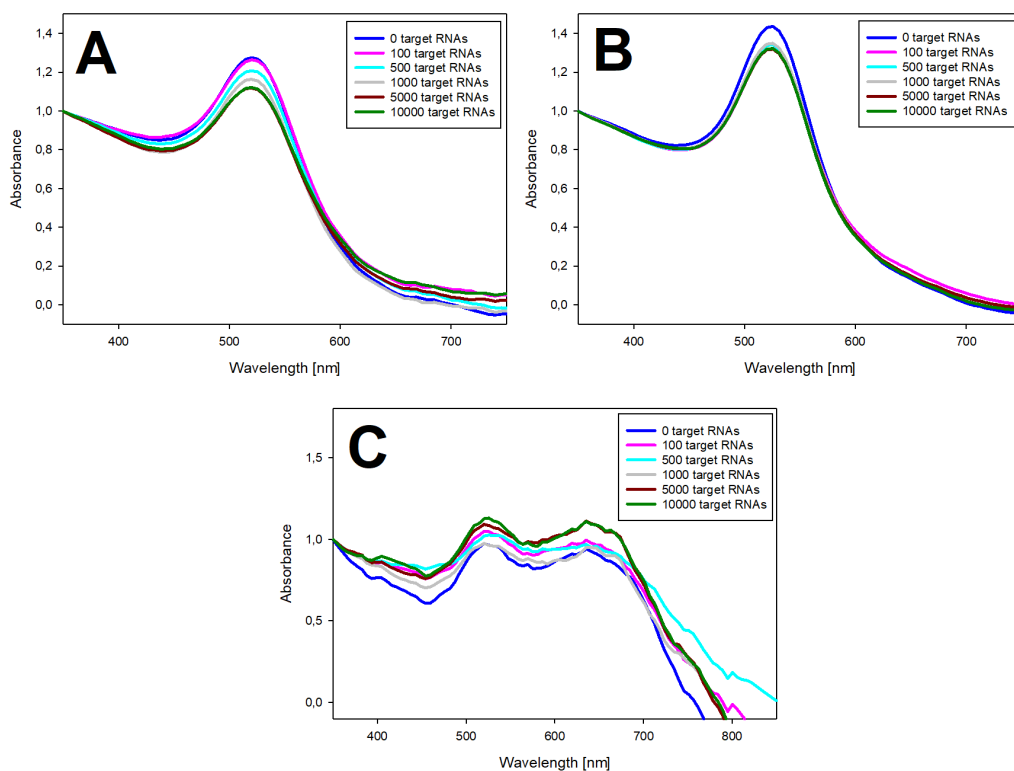 A
0 target RNAs
100 target RNAs
500 target RNAs
1000 target RNAs
5000 target RNAs
10000 target RNAs
1,4
1,2
1,0
0,8
0,6
0,4
0,2
0,0
Absorbance
400
500
600
700
Wavelength [nm]
B
0 target RNAs
100 target RNAs
500 target RNAs
1000 target RNAs
5000 target RNAs
10000 target RNAs
1,4
1,2
1,0
0,8
0,6
0,4
0,2
0,0
Absorbance
400
500
600
700
Wavelength [nm]
C
0 target RNAs
100 target RNAs
500 target RNAs
1000 target RNAs
5000 target RNAs
10000 target RNAs
1,5
1,0
0,5
0,0
Absorbance
400
500
600
700
800
Wavelength [nm]